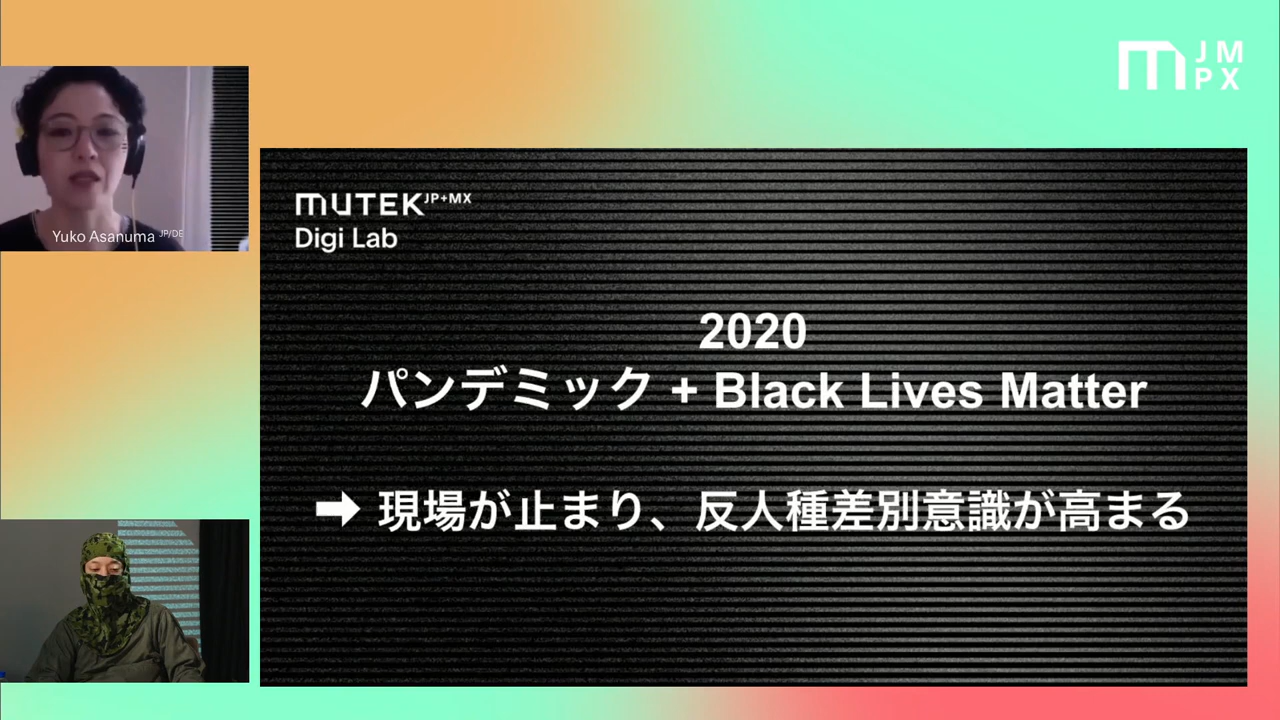 JM
PX
Yuko Asanuma JP/DE
MUTEK JP+MX
Digi Lab
2020
パンデミック + Black Lives Matter
➡ 現場が止まり、反人種差別意識が高まる